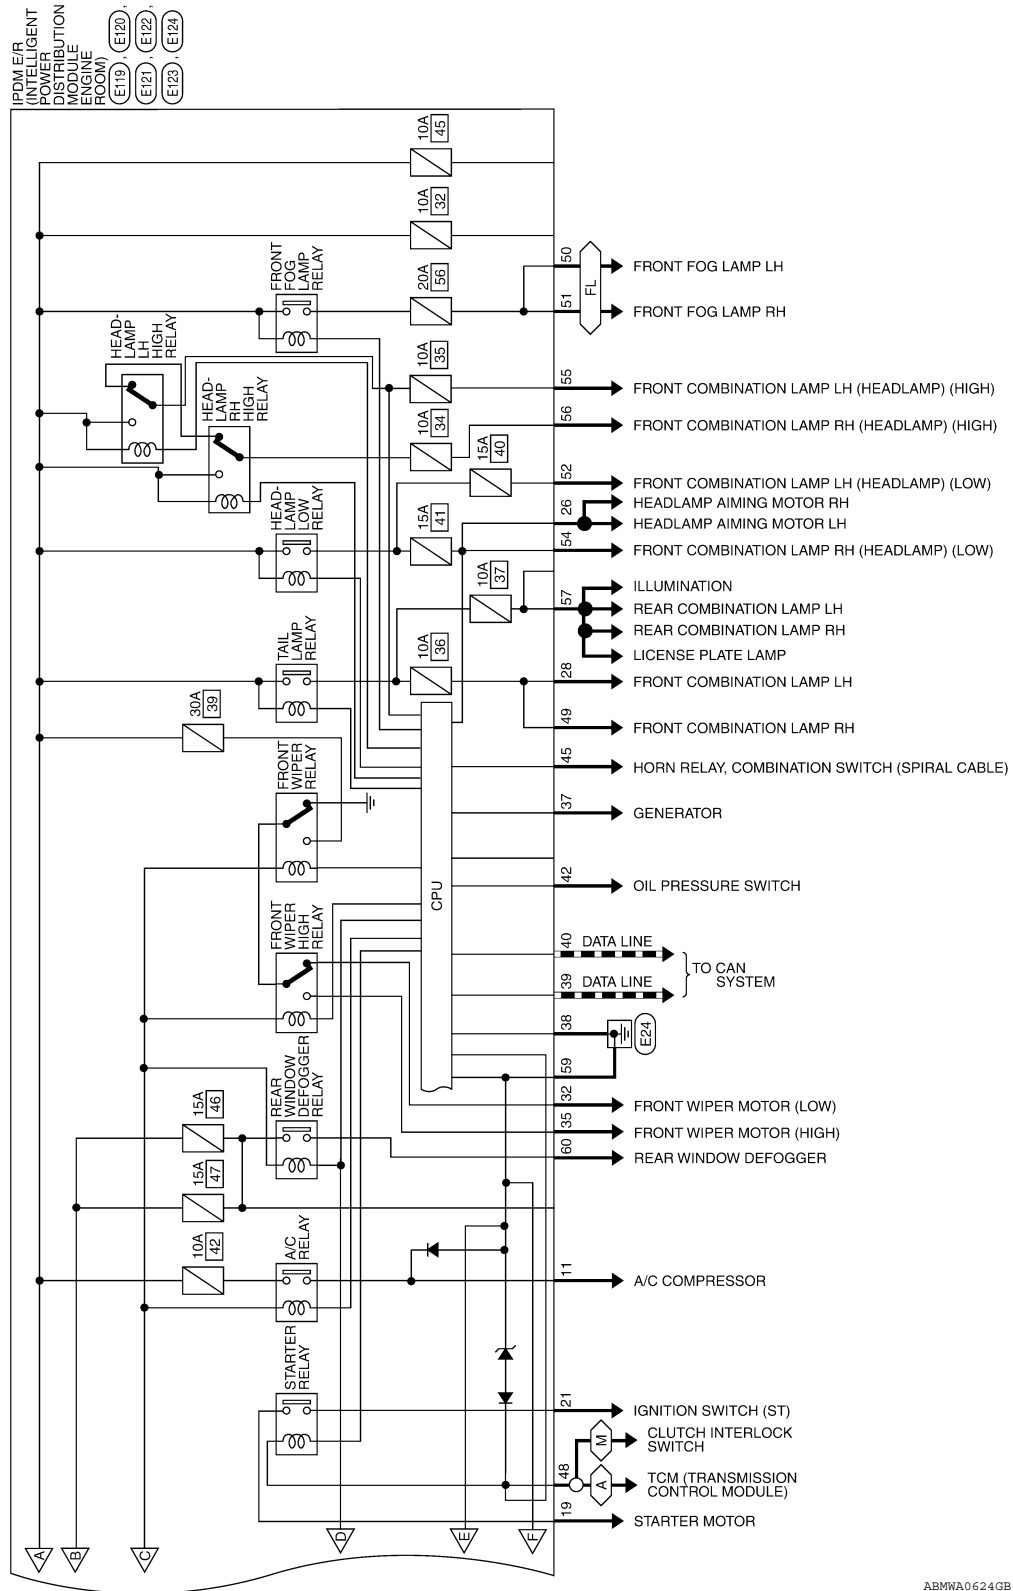 IPDM E/R
(INTELLIGENT
POWER
DISTRIBUTION
MODULE
ENGINE
ROOM)
E119 , E120 ,
E121 , E122 ,
E123 , E124
10A
45
10A
32
FRONT
FOG
LAMP
RELAY
20A
56
50
FRONT FOG LAMP LH
FL
51
FRONT FOG LAMP RH
HEAD-
LAMP
LH
HIGH
RELAY
10A
35
55
FRONT COMBINATION LAMP LH (HEADLAMP) (HIGH)
HEAD-
LAMP
RH
HIGH
RELAY
10A
34
56
FRONT COMBINATION LAMP RH (HEADLAMP) (HIGH)
15A
40
52
FRONT COMBINATION LAMP LH (HEADLAMP) (LOW)
HEADLAMP AIMING MOTOR RH
26
HEADLAMP AIMING MOTOR LH
HEAD-
LAMP
LOW
RELAY
15A
41
54
FRONT COMBINATION LAMP RH (HEADLAMP) (LOW)
10A
37
ILLUMINATION
57
REAR COMBINATION LAMP LH
REAR COMBINATION LAMP RH
LICENSE PLATE LAMP
TAIL
LAMP
RELAY
10A
36
28
FRONT COMBINATION LAMP LH
30A
39
49
FRONT COMBINATION LAMP RH
45
HORN RELAY, COMBINATION SWITCH (SPIRAL CABLE)
FRONT
WIPER
RELAY
37
GENERATOR
CPU
42
OIL PRESSURE SWITCH
FRONT
WIPER
HIGH
RELAY
40
DATA LINE
39
DATA LINE
TO CAN
SYSTEM
38
E24
59
REAR
WINDOW
DEFOGGER
RELAY
32
FRONT WIPER MOTOR (LOW)
35
FRONT WIPER MOTOR (HIGH)
15A
46
60
REAR WINDOW DEFOGGER
15A
47
10A
42
A/C
RELAY
11
A/C COMPRESSOR
STARTER
RELAY
21
IGNITION SWITCH (ST)
M
CLUTCH INTERLOCK
SWITCH
48
A
TCM (TRANSMISSION
CONTROL MODULE)
19
STARTER MOTOR
A
B
C
D
E
F
ABMWA0624GB